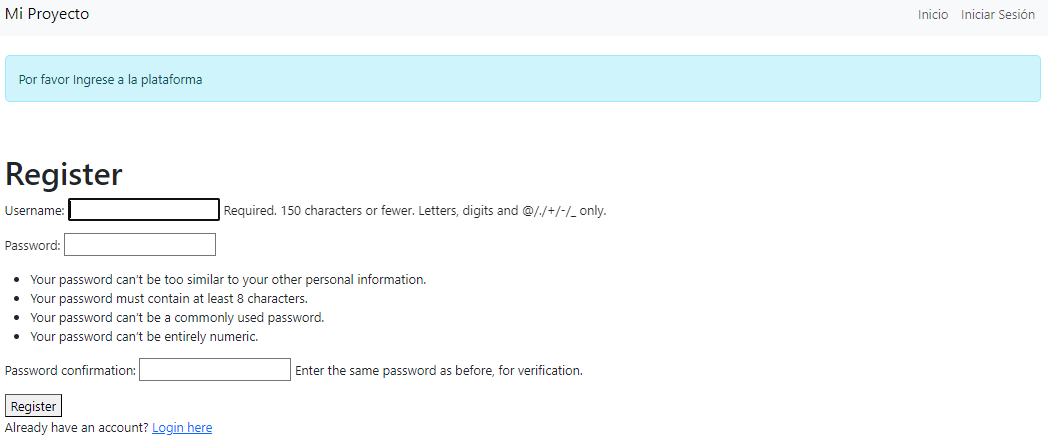 Mi Proyecto Inicio Iniciar Sesión
Por favor Ingrese a la plataforma
Register
Username: Required. 150 characters or fewer. Letters, digits and @/./+/-/_ only.
Password:
Your password can't be too similar to your other personal information.
Your password must contain at least 8 characters.
Your password can't be a commonly used password.
Your password can't be entirely numeric.
Password confirmation: Enter the same password as before, for verification.
Register
Already have an account? Login here